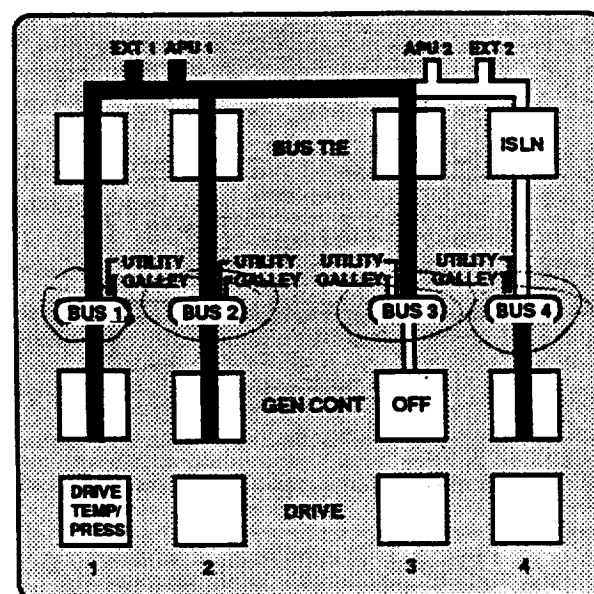 EXT 1 APU 1 APU 2 EXT 2
BUS TIE ISLN
UTILITY UTILITY UTILITY UTILITY
GALLEY GALLEY GALLEY GALLEY
BUS 1 BUS 2 BUS 3 BUS 4
GEN CONT OFF
DRIVE
TEMP/
PRESS
DRIVE
1 2 3 4